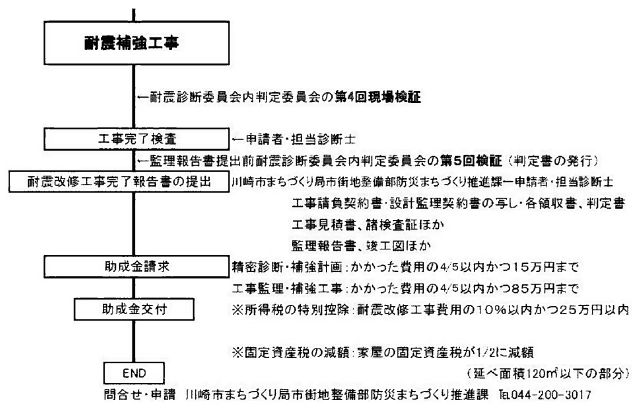 耐震補強工事
←耐震診断委員会内判定委員会の第4回現場検証
工事完了検査 ←申請者・担当診断士
←監理報告書提出前耐震診断委員会内判定委員会の第5回検証（判定書の発行）
耐震改修工事完了報告書の提出 川崎市まちづくり局市街地整備部防災まちづくり推進課←申請者・担当診断士
工事請負契約書・設計監理契約書の写し・各領収書、判定書
工事見積書、諸検査証ほか
監理報告書、竣工図ほか
助成金請求 精密診断・補強計画：かかった費用の4/5以内かつ15万円まで
工事監理・補強工事：かかった費用の4/5以内かつ85万円まで
助成金交付 ※所得税の特別控除：耐震改修工事費用の10%以内かつ25万円以内
※固定資産税の減額：家屋の固定資産税が1/2に減額
END （延べ面積120㎡以下の部分）
問合せ・申請 川崎市まちづくり局市街地整備部防災まちづくり推進課 ℡044-200-3017